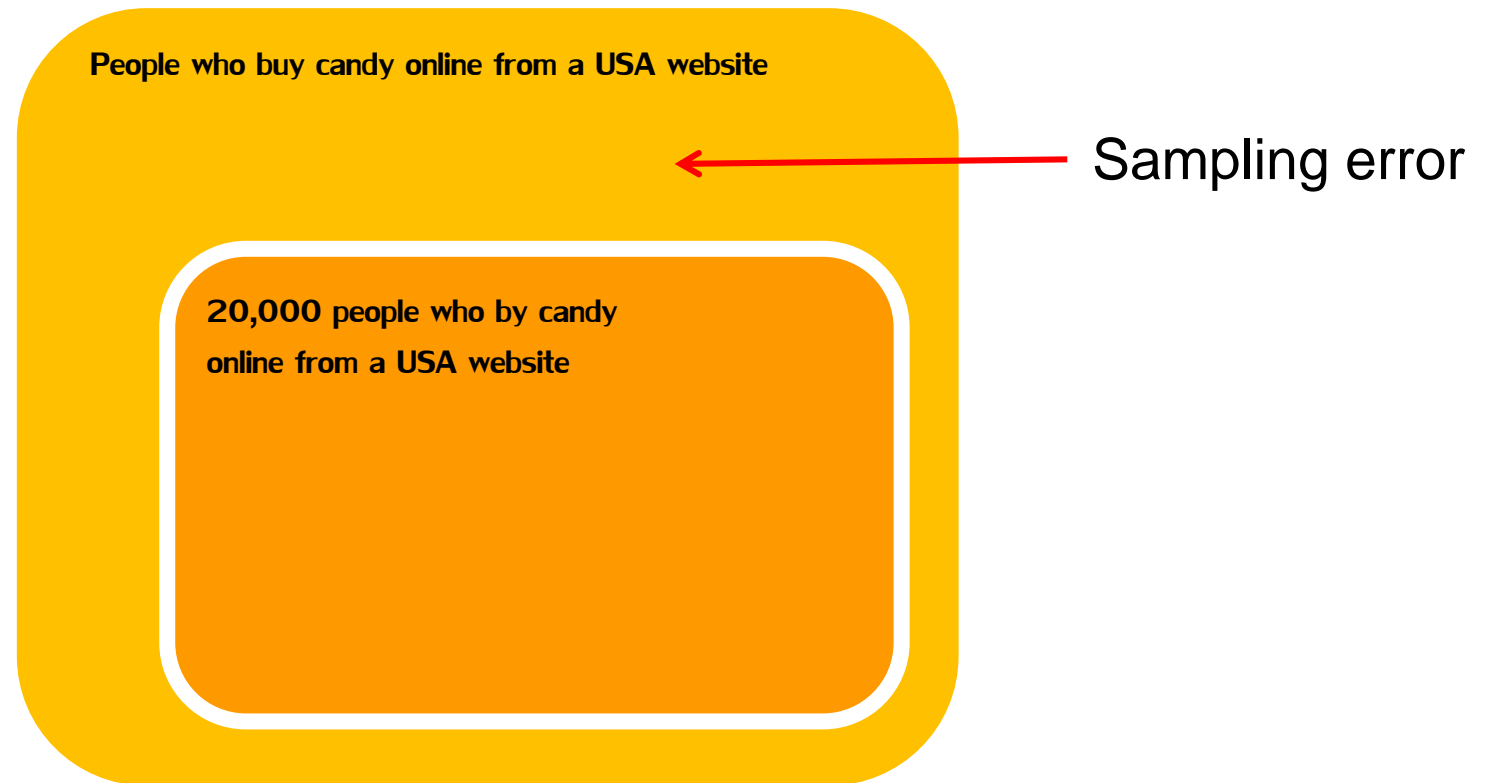 People who buy candy online from a USA website
Sampling error
20,000 people who by candy
online from a USA website